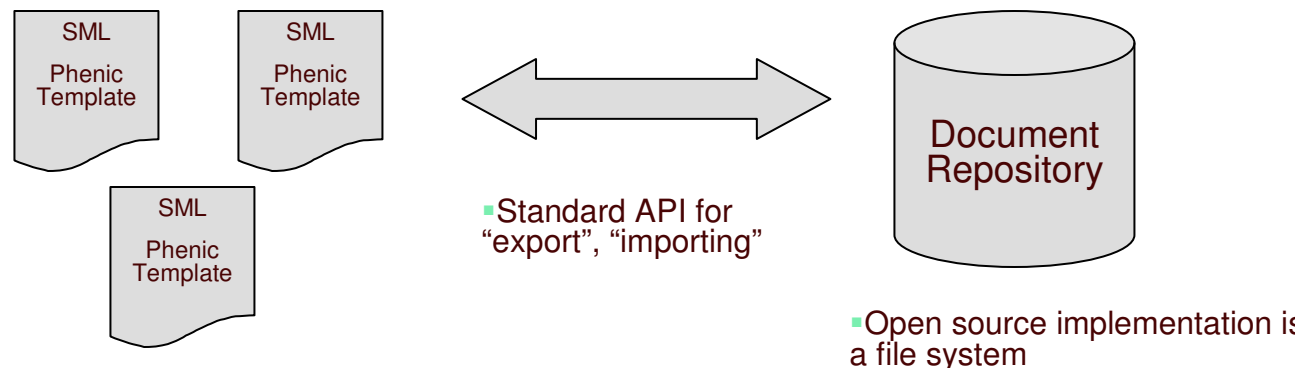 SML
Phenic
Template
SML
Phenic
Template
SML
Phenic
Template
▪Standard API for
“export”, “importing”
Document
Repository
▪Open source implementation is
a file system